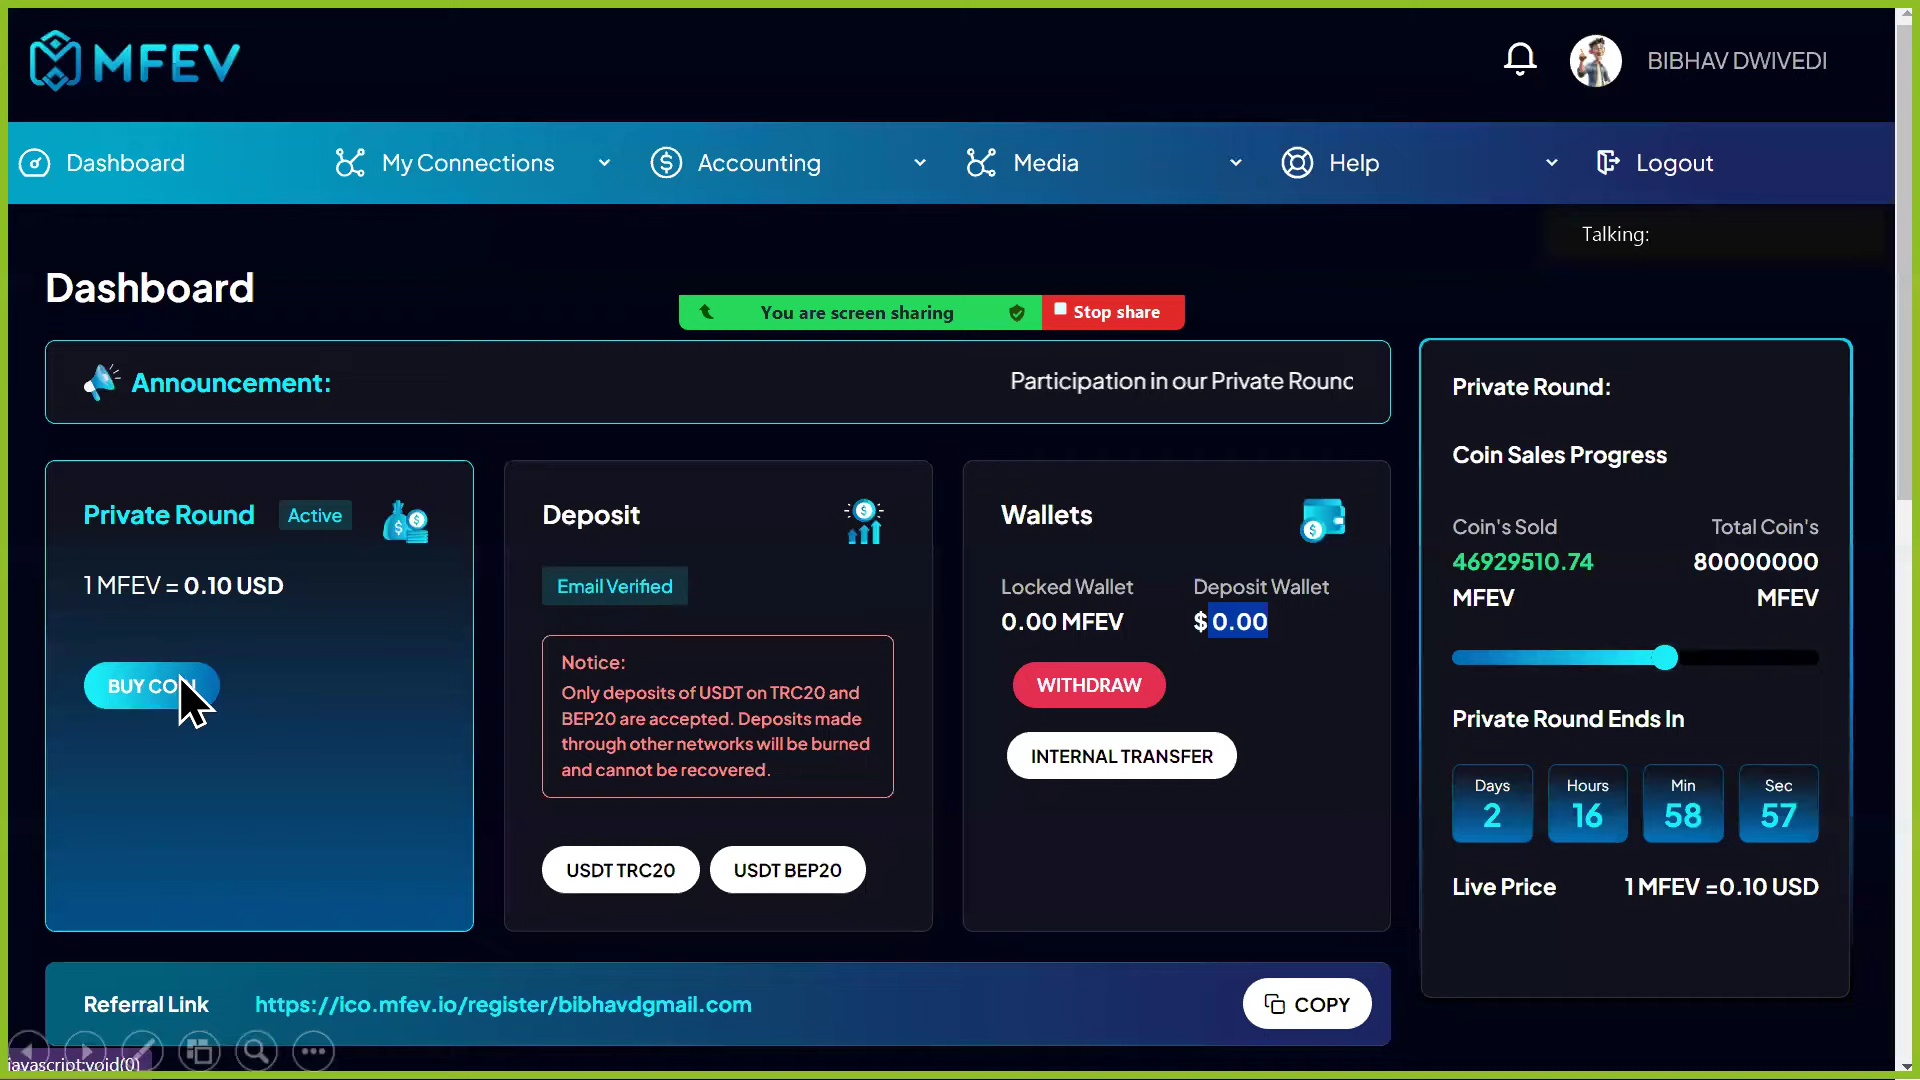 MFEV
BIBHAV DWIVEDI
Dashboard
My Connections
Accounting
Media
Help
Logout
Talking:
Dashboard
You are screen sharing
Stop share
Announcement:
Participation in our Private Round
Private Round
Active
1 MFEV = 0.10 USD
BUY COIN
Deposit
Email Verified
Notice:
Only deposits of USDT on TRC20 and
BEP20 are accepted. Deposits made
through other networks will be burned
and cannot be recovered.
USDT TRC20
USDT BEP20
Wallets
Locked Wallet
0.00 MFEV
Deposit Wallet
$ 0.00
WITHDRAW
INTERNAL TRANSFER
Private Round:
Coin Sales Progress
Coin's Sold
46929510.74
MFEV
Total Coin's
80000000
MFEV
Private Round Ends In
Days
2
Hours
16
Min
58
Sec
57
Live Price
1 MFEV =0.10 USD
Referral Link
https://ico.mfev.io/register/bibhavdgmail.com
COPY
javascript:void(0)